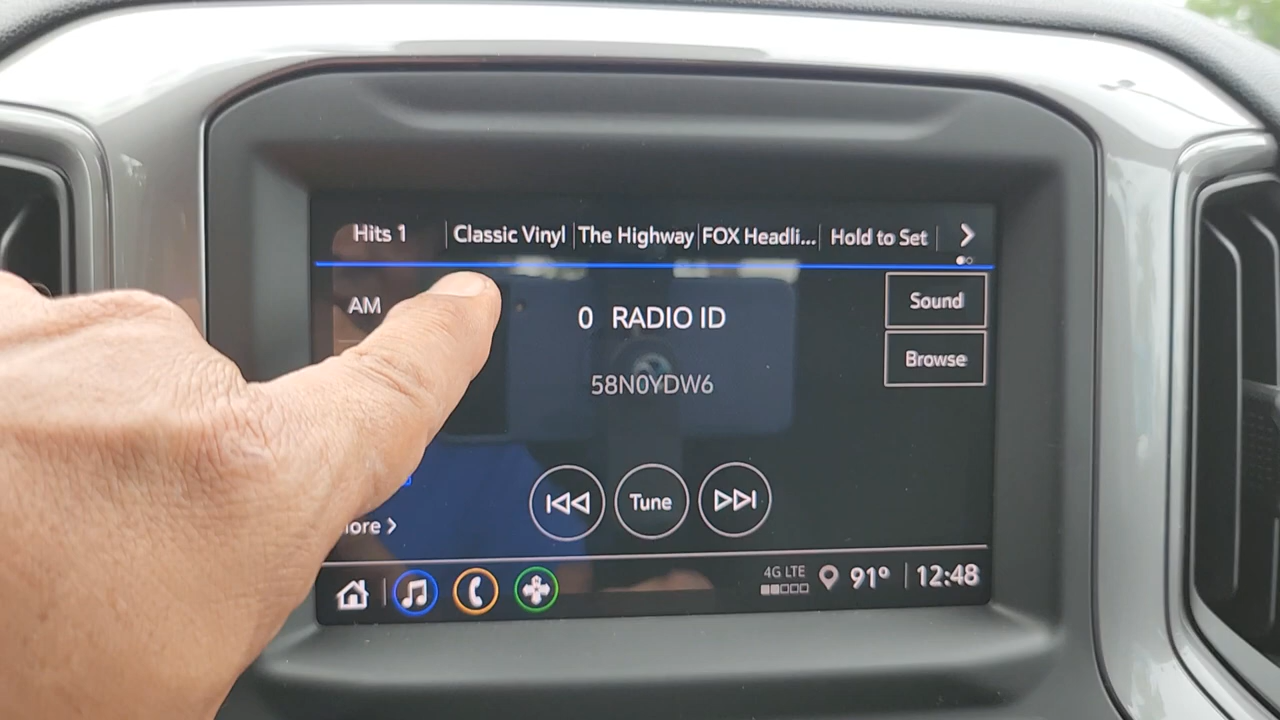 Hits 1 Classic Vinyl The Highway FOX Headli... Hold to Set
AM
0 RADIO ID
Sound
58N0YDW6
Browse
Tune
ore >
4G LTE 91° 12:48